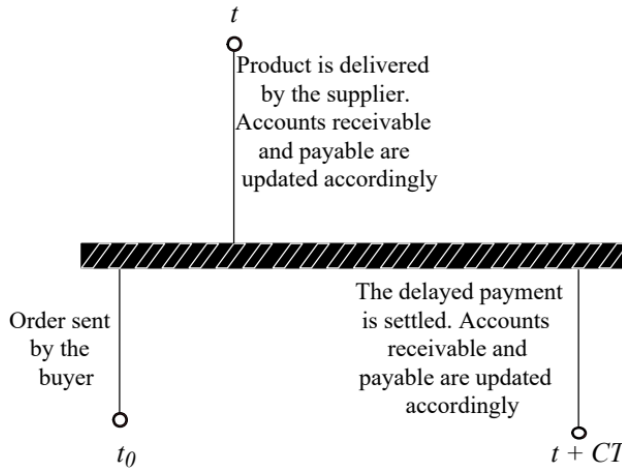 t
Product is delivered
by the supplier.
Accounts receivable
and payable are
updated accordingly
Order sent
by the
buyer
t0
The delayed payment
is settled. Accounts
receivable and
payable are updated
accordingly
t + CT